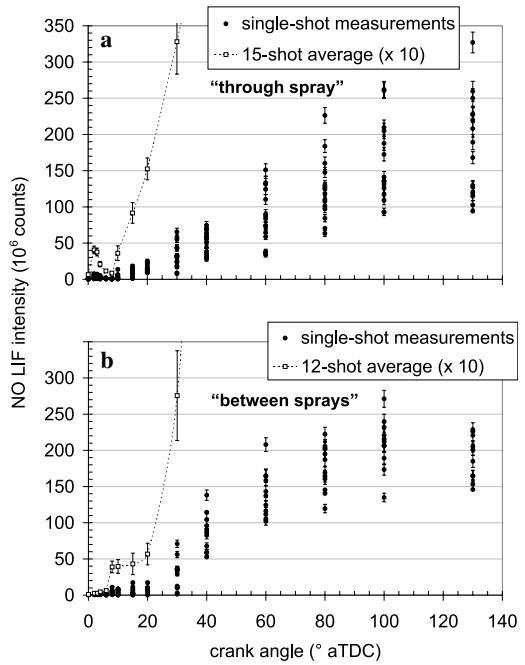 350
300
250
200
150
100
50
0
a
single-shot measurements
15-shot average (x 10)
“through spray”
NO LIF intensity (10⁶ counts)
b
single-shot measurements
12-shot average (x 10)
“between sprays”
350
300
250
200
150
100
50
0
0 20 40 60 80 100 120 140
crank angle (° aTDC)